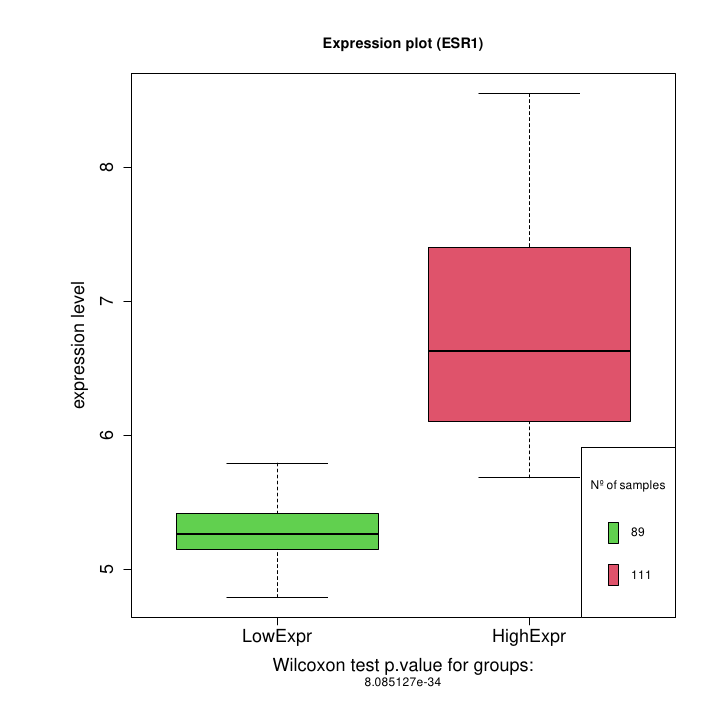 Expression plot (ESR1)
expression level
8
7
6
5
Nº of samples
89
111
LowExpr
HighExpr
Wilcoxon test p.value for groups:
8.085127e-34